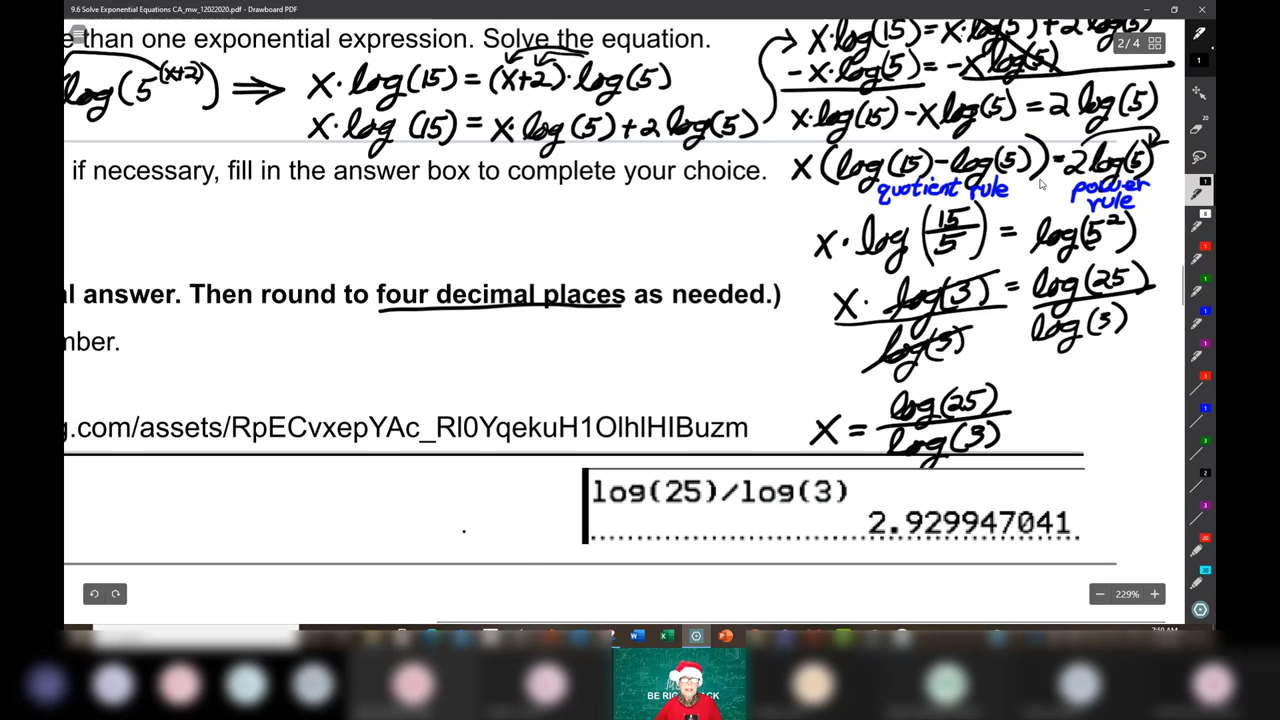 9.6 Solve Exponential Equations CA_mw_12022020.pdf - Drawboard PDF
e than one exponential expression. Solve the equation.
log(5^(x+2)) ⟹ x·log(15)=(x+2)·log(5)
x·log(15)=x·log(5)+2log(5)
if necessary, fill in the answer box to complete your choice.
al answer. Then round to four decimal places as needed.)
mber.
g.com/assets/RpECvxepYAc_Rl0YqekuH1OlhlHIBuzm
x·log(15)=x·log(5)+2log(5)
-x·log(5)=-x log(5)
x·log(15)-xlog(5)=2log(5)
x(log(15)-log(5))=2log(5)
quotient rule
power rule
x·log(15/5)=log(5²)
x·log(3)=log(25)
log(3) log(3)
x=log(25)/log(3)
log(25)/log(3)
2.929947041
2/4
229%
BE RIGHT BACK